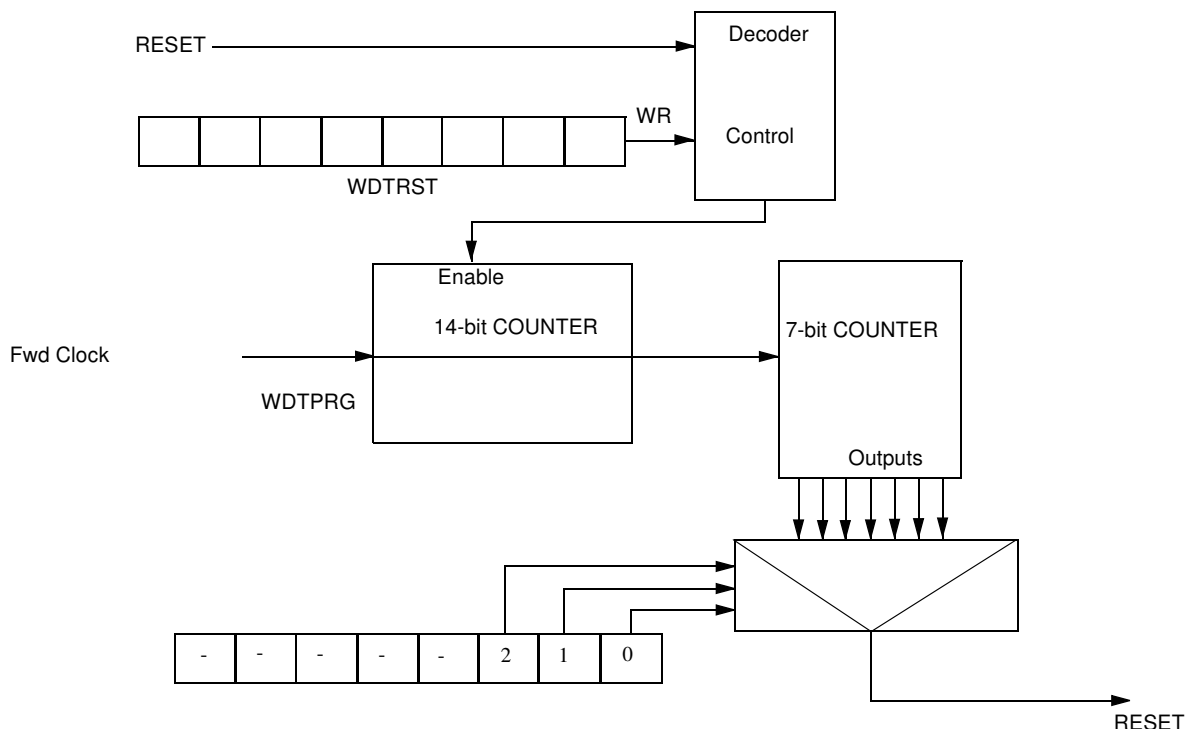 Decoder
RESET
WR
Control
WDTRST
Enable
14-bit COUNTER
7-bit COUNTER
Fwd Clock
WDTPRG
Outputs
- - - - - 2 1 0
RESET